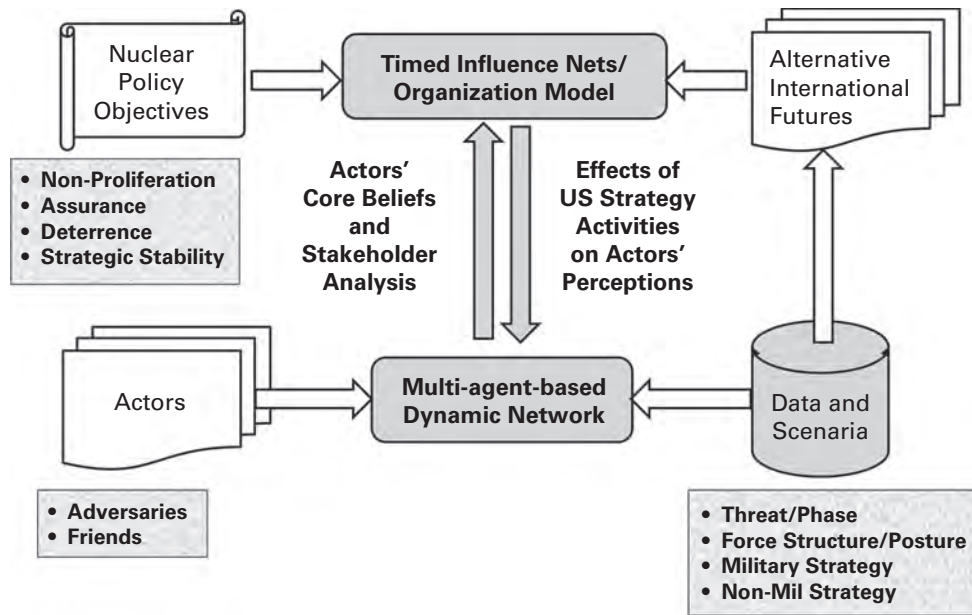 Nuclear
Policy
Objectives
Timed Influence Nets/
Organization Model
Alternative
International
Futures
• Non-Proliferation
• Assurance
• Deterrence
• Strategic Stability
Actors'
Core Beliefs
and
Stakeholder
Analysis
Effects of
US Strategy
Activities
on Actors'
Perceptions
Actors
Multi-agent-based
Dynamic Network
Data and
Scenaria
• Adversaries
• Friends
• Threat/Phase
• Force Structure/Posture
• Military Strategy
• Non-Mil Strategy